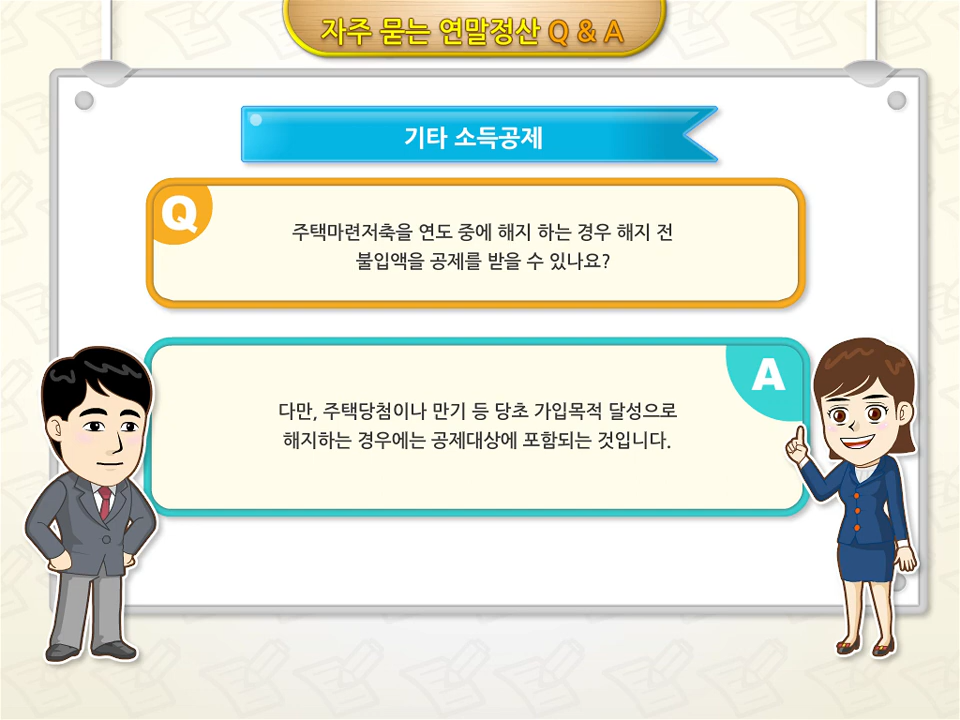 자주 묻는 연말정산 Q & A
기타 소득공제
Q
주택마련저축을 연도 중에 해지 하는 경우 해지 전
불입액을 공제를 받을 수 있나요?
A
다만, 주택당첨이나 만기 등 당초 가입목적 달성으로
해지하는 경우에는 공제대상에 포함되는 것입니다.